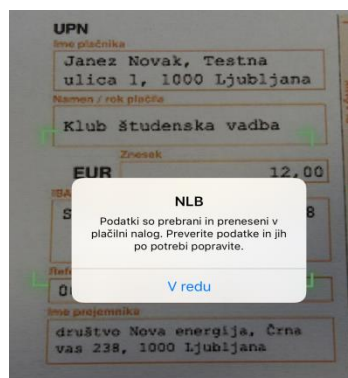 UPN
Ime plačnika
Janez Novak, Testna
ulica 1, 1000 Ljubljana
Namen / rok plačila
Klub študenska vadba
Znesek
EUR 12,00
NLB
Podatki so prebrani in preneseni v
plačilni nalog. Preverite podatke in jih
po potrebi popravite.
V redu
Ime prejemnika
društvo Nova energija, Črna
vas 238, 1000 Ljubljana